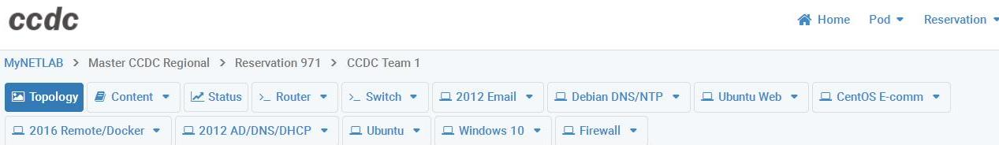 ccdc
Home Pod Reservation
MyNETLAB > Master CCDC Regional > Reservation 971 > CCDC Team 1
Topology Content Status >_ Router >_ Switch 2012 Email Debian DNS/NTP Ubuntu Web CentOS E-comm
2016 Remote/Docker 2012 AD/DNS/DHCP Ubuntu Windows 10 Firewall